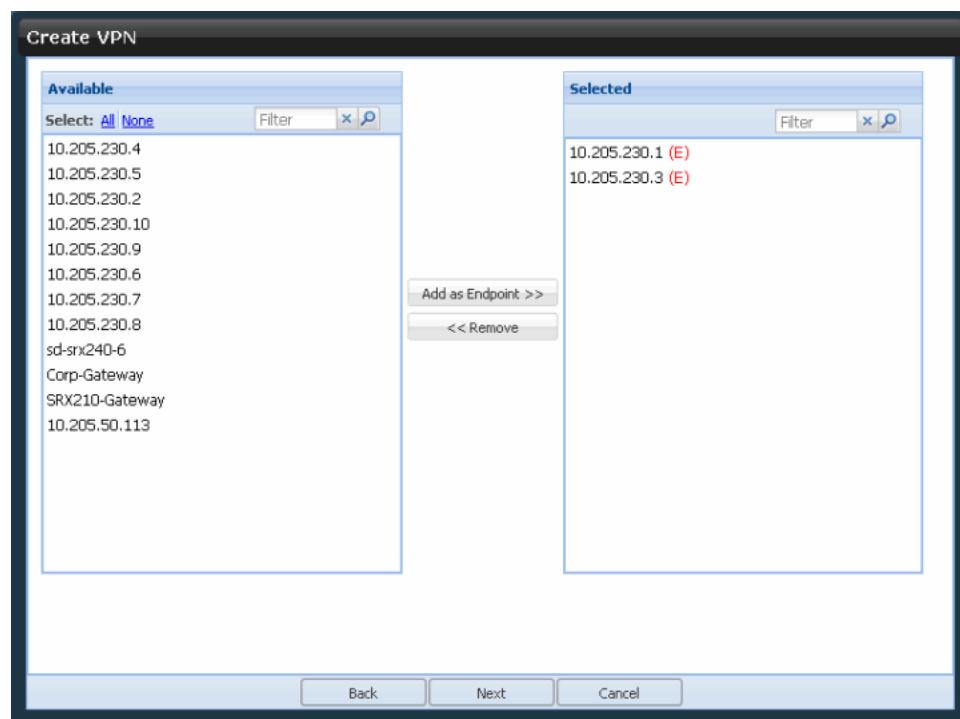 Create VPN
Available
Select: All None Filter
10.205.230.4
10.205.230.5
10.205.230.2
10.205.230.10
10.205.230.9
10.205.230.6
10.205.230.7
10.205.230.8
sd-srx240-6
Corp-Gateway
SRX210-Gateway
10.205.50.113
Add as Endpoint >>
<< Remove
Selected
Filter
10.205.230.1 (E)
10.205.230.3 (E)
Back Next Cancel